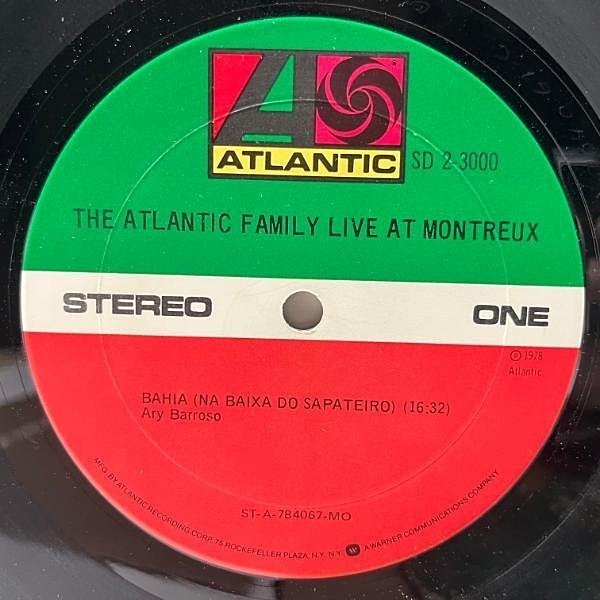 ATLANTIC
SD 2-3000
THE ATLANTIC FAMILY LIVE AT MONTREUX
STEREO
ONE
℗ 1978
Atlantic.
BAHIA (NA BAIXA DO SAPATEIRO) (16:32)
Ary Barroso
ST-A-784067-MO
MFG. BY ATLANTIC RECORDING CORP., 75 ROCKEFELLER PLAZA, N.Y. N.Y. A WARNER COMMUNICATIONS COMPANY